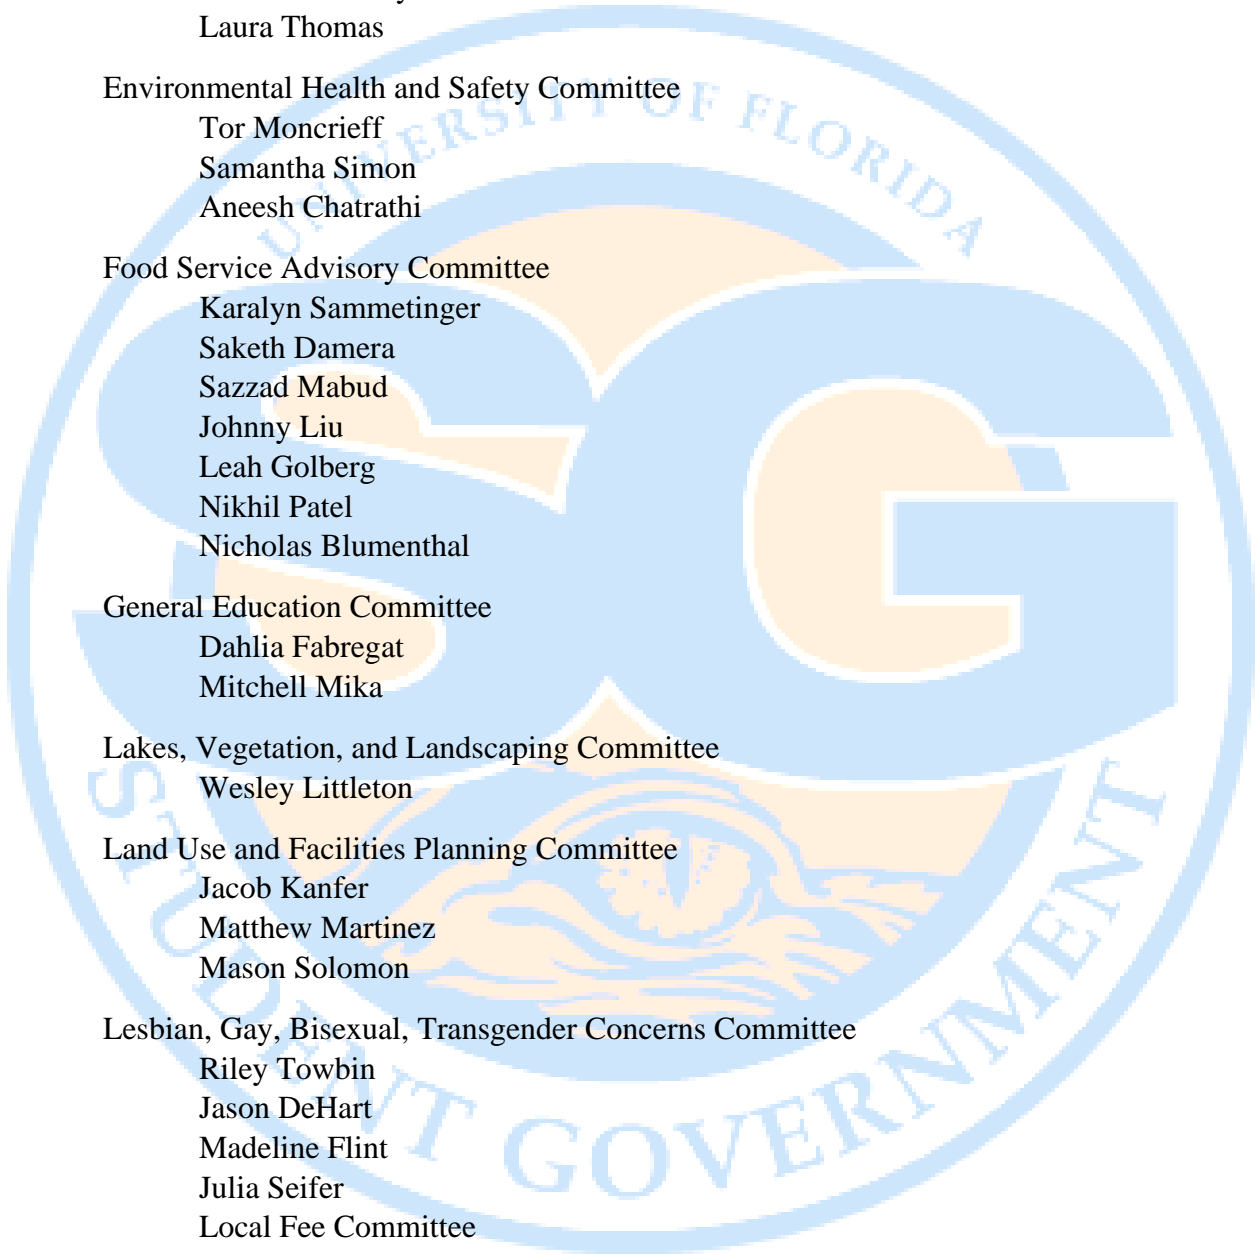 Laura Thomas
Environmental Health and Safety Committee
Tor Moncrieff
Samantha Simon
Aneesh Chatrathi
Food Service Advisory Committee
Karalyn Sammetinger
Saketh Damera
Sazzad Mabud
Johnny Liu
Leah Golberg
Nikhil Patel
Nicholas Blumenthal
General Education Committee
Dahlia Fabregat
Mitchell Mika
Lakes, Vegetation, and Landscaping Committee
Wesley Littleton
Land Use and Facilities Planning Committee
Jacob Kanfer
Matthew Martinez
Mason Solomon
Lesbian, Gay, Bisexual, Transgender Concerns Committee
Riley Towbin
Jason DeHart
Madeline Flint
Julia Seifer
Local Fee Committee
UNIVERSITY OF FLORIDA
SG
STUDENT GOVERNMENT